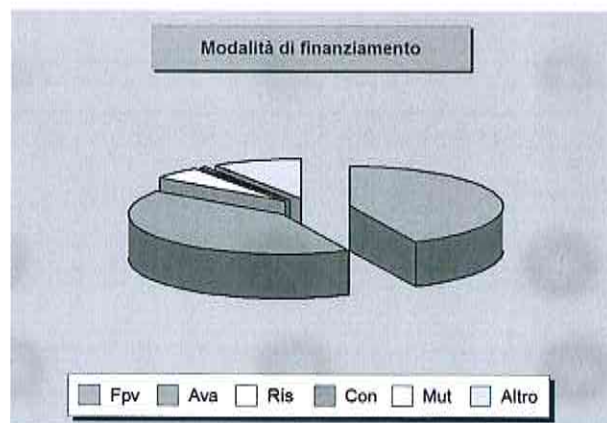 Modalità di finanziamento
Fpv Ava Ris Con Mut Altro